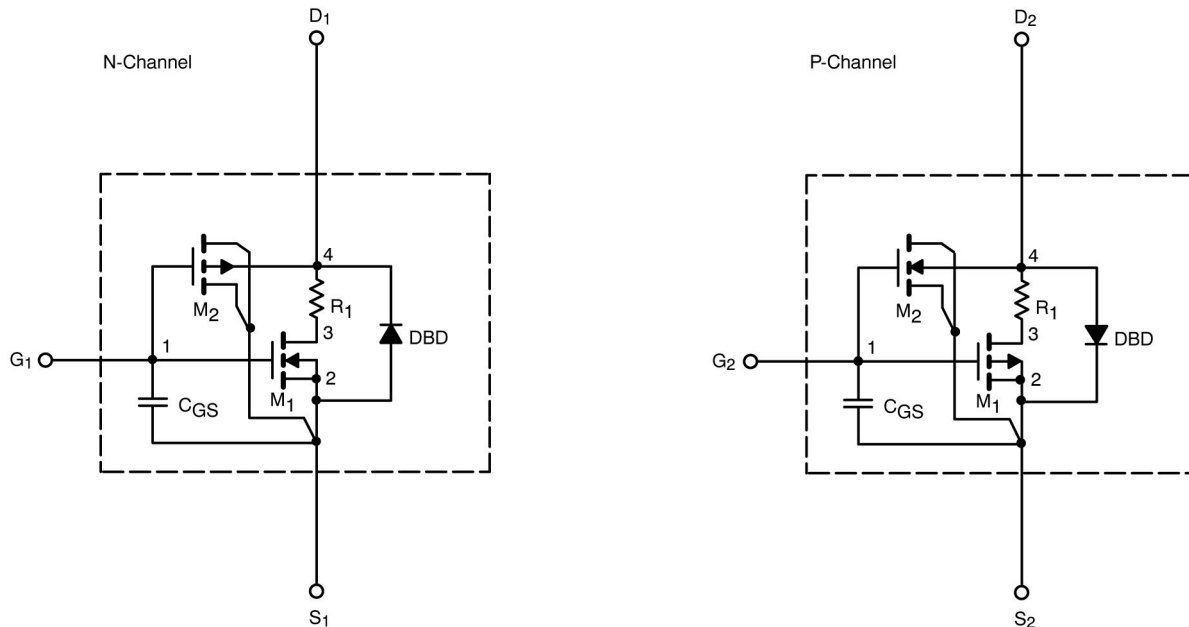 D1
N-Channel
4
M2
R1
3
DBD
G1
1
2
M1
CGS
S1
D2
P-Channel
4
M2
R1
3
DBD
G2
1
2
M1
CGS
S2